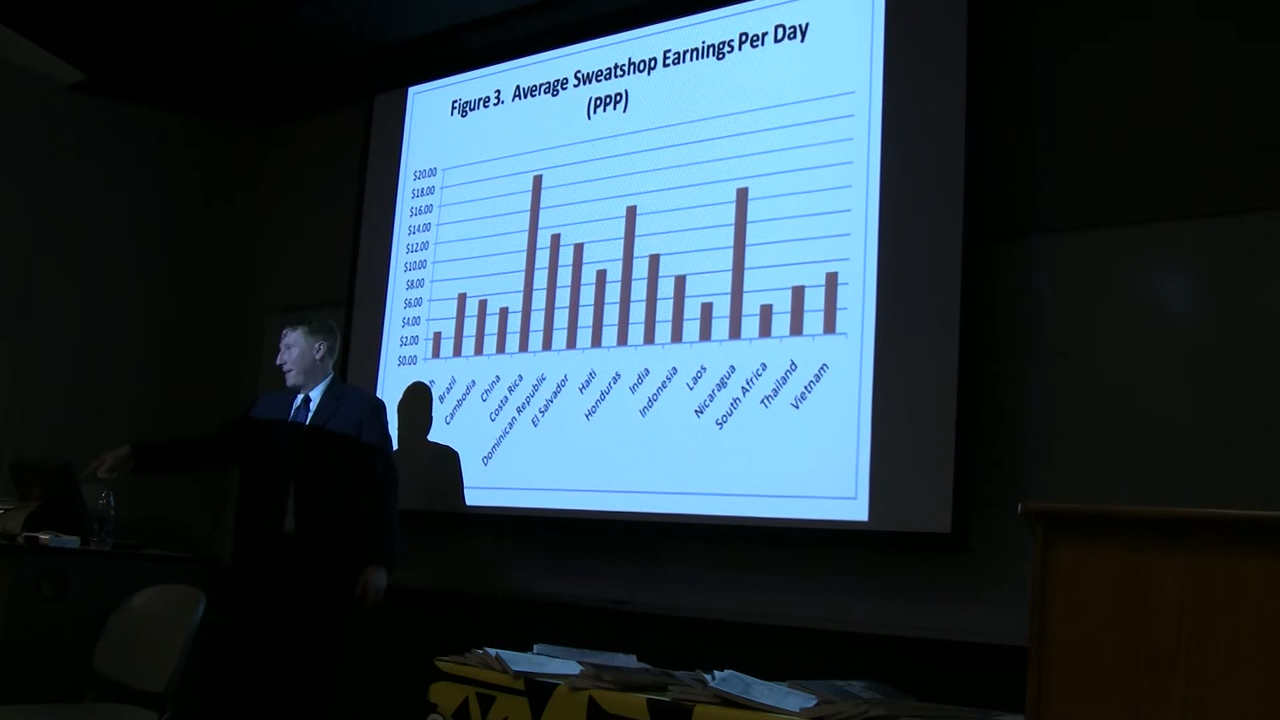 Figure 3. Average Sweatshop Earnings Per Day
(PPP)
$20.00
$18.00
$16.00
$14.00
$12.00
$10.00
$8.00
$6.00
$4.00
$2.00
$0.00
h
Brazil
Cambodia
China
Costa Rica
Dominican Republic
El Salvador
Haiti
Honduras
India
Indonesia
Laos
Nicaragua
South Africa
Thailand
Vietnam